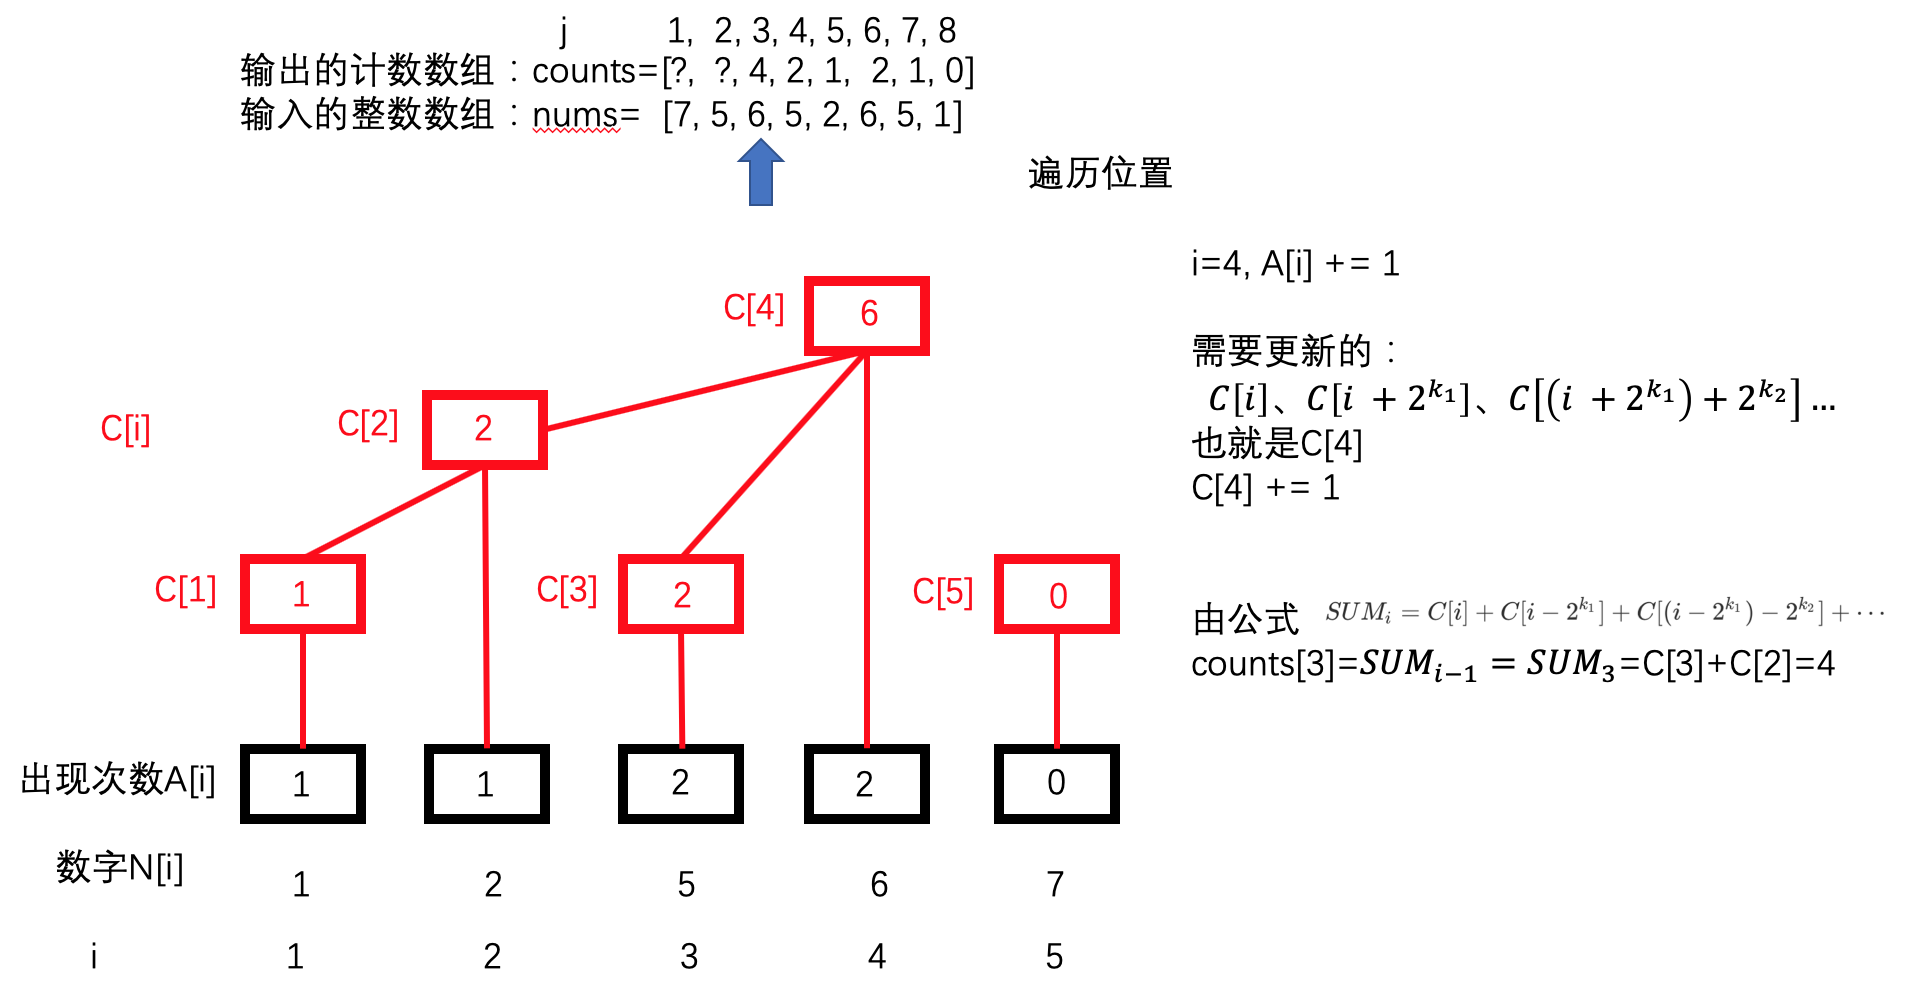 j 1, 2, 3, 4, 5, 6, 7, 8
输出的计数数组：counts=[?, ?, 4, 2, 1, 2, 1, 0]
输入的整数数组：nums= [7, 5, 6, 5, 2, 6, 5, 1]
遍历位置
i=4, A[i] += 1
需要更新的：
C[i]、C[i + 2^{k_1}]、C[(i + 2^{k_1}) + 2^{k_2}] ...
也就是C[4]
C[4] += 1
由公式 SUM_i = C[i] + C[i − 2^{k_1}] + C[(i − 2^{k_1}) − 2^{k_2}] + ···
counts[3]=SUM_{i−1} = SUM_3=C[3]+C[2]=4
C[4] 6
C[i] C[2] 2
C[1] 1 C[3] 2 C[5] 0
出现次数A[i] 1 1 2 2 0
数字N[i] 1 2 5 6 7
i 1 2 3 4 5